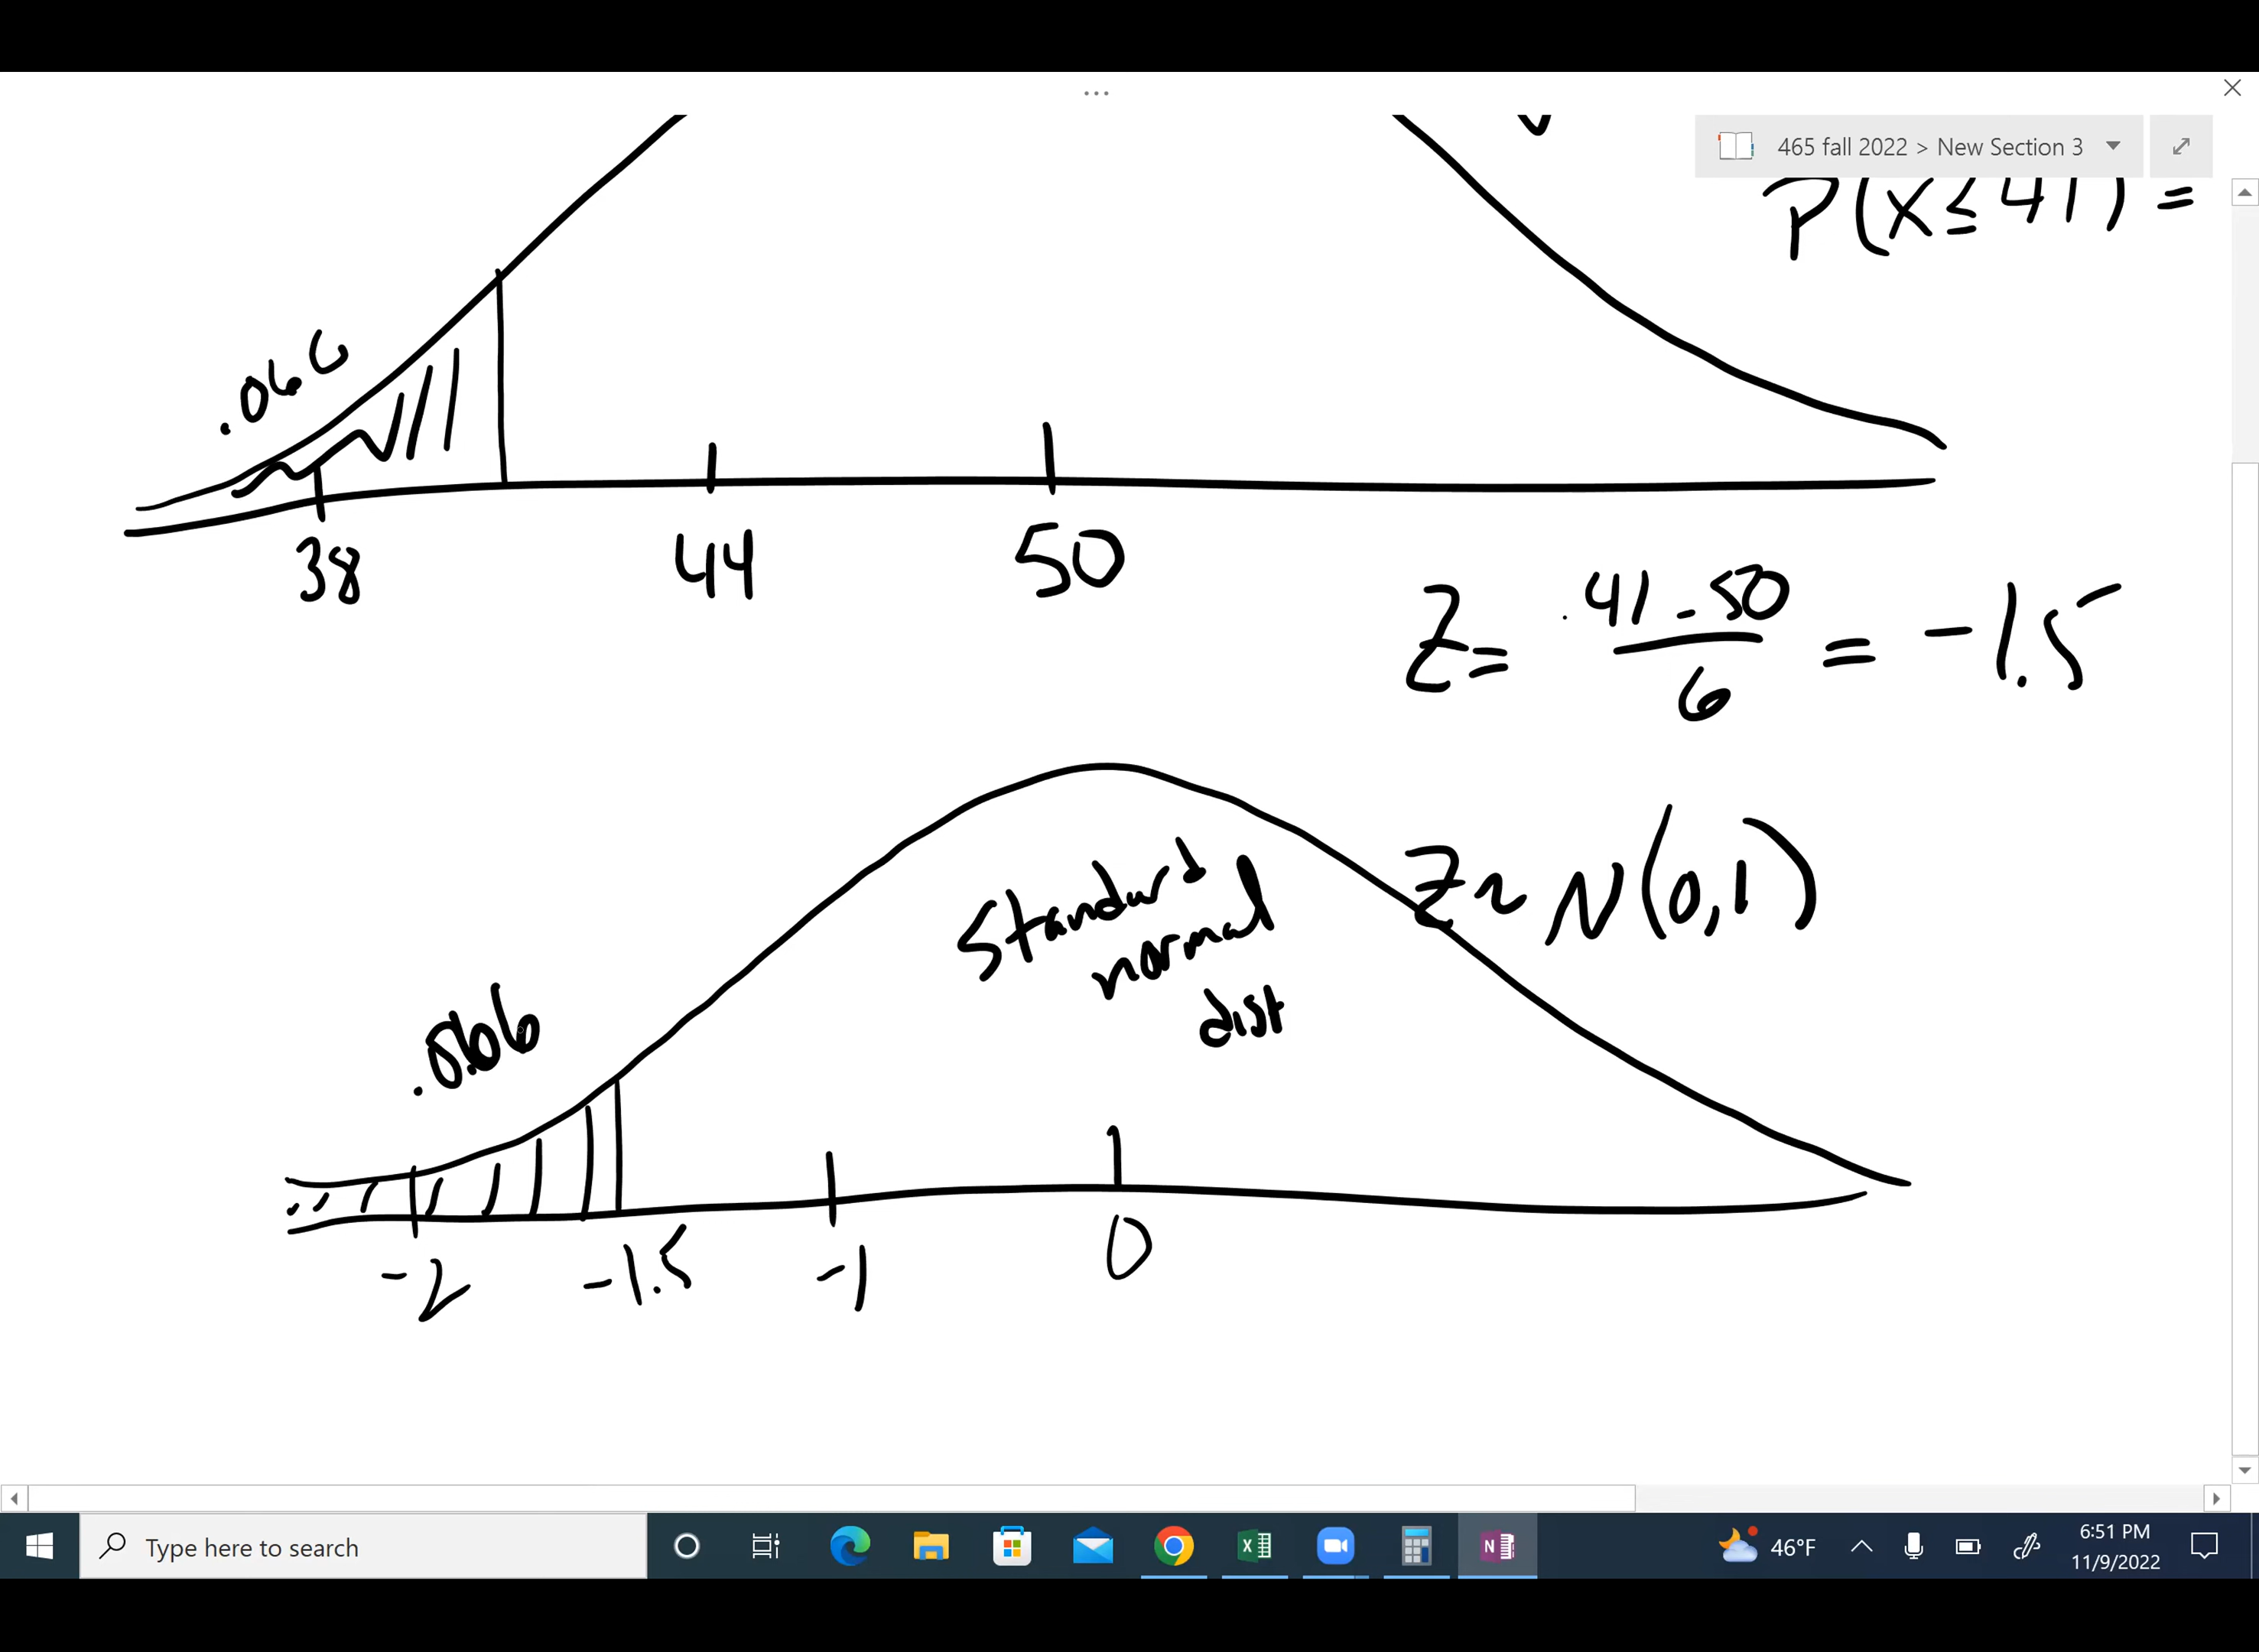 465 fall 2022 > New Section 3
P(X ≤ 41) =
.066
38 44 50
Z = 41 - 50 / 6 = -1.5
Z ~ N(0,1)
Standard
normal
dist
.066
-2 -1.5 -1 0
Type here to search
46°F
6:51 PM
11/9/2022